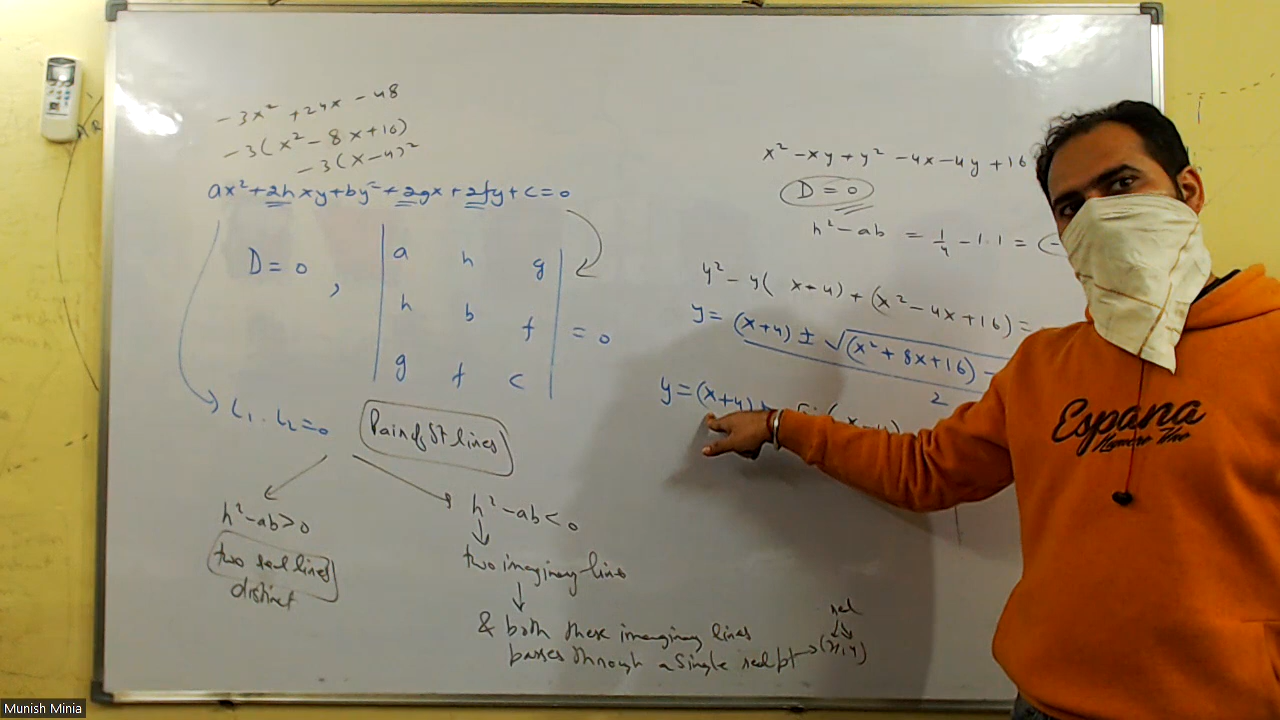 -3x² + 24x - 48
-3(x² - 8x + 16)
-3(x-4)²
ax² + 2hxy + by² + 2gx + 2fy + c = 0
D = 0 ,
a h g
h b f
g f c
= 0
L₁ . L₂ = 0
Pair of St lines
h² - ab > 0
two real lines
distinct
h² - ab < 0
two imaginary lines
& both these imaginary lines
passes through a single real pt → (x, y)
real
x² - xy + y² - 4x - 4y + 16
D = 0
h² - ab = 1/4 - 1.1 = (-
y² - y( x+4) + (x² - 4x + 16) =
y = (x+4) ± √(x² + 8x + 16) -
2
y = (x+4)
(x-4)
Espana
Munish Minia